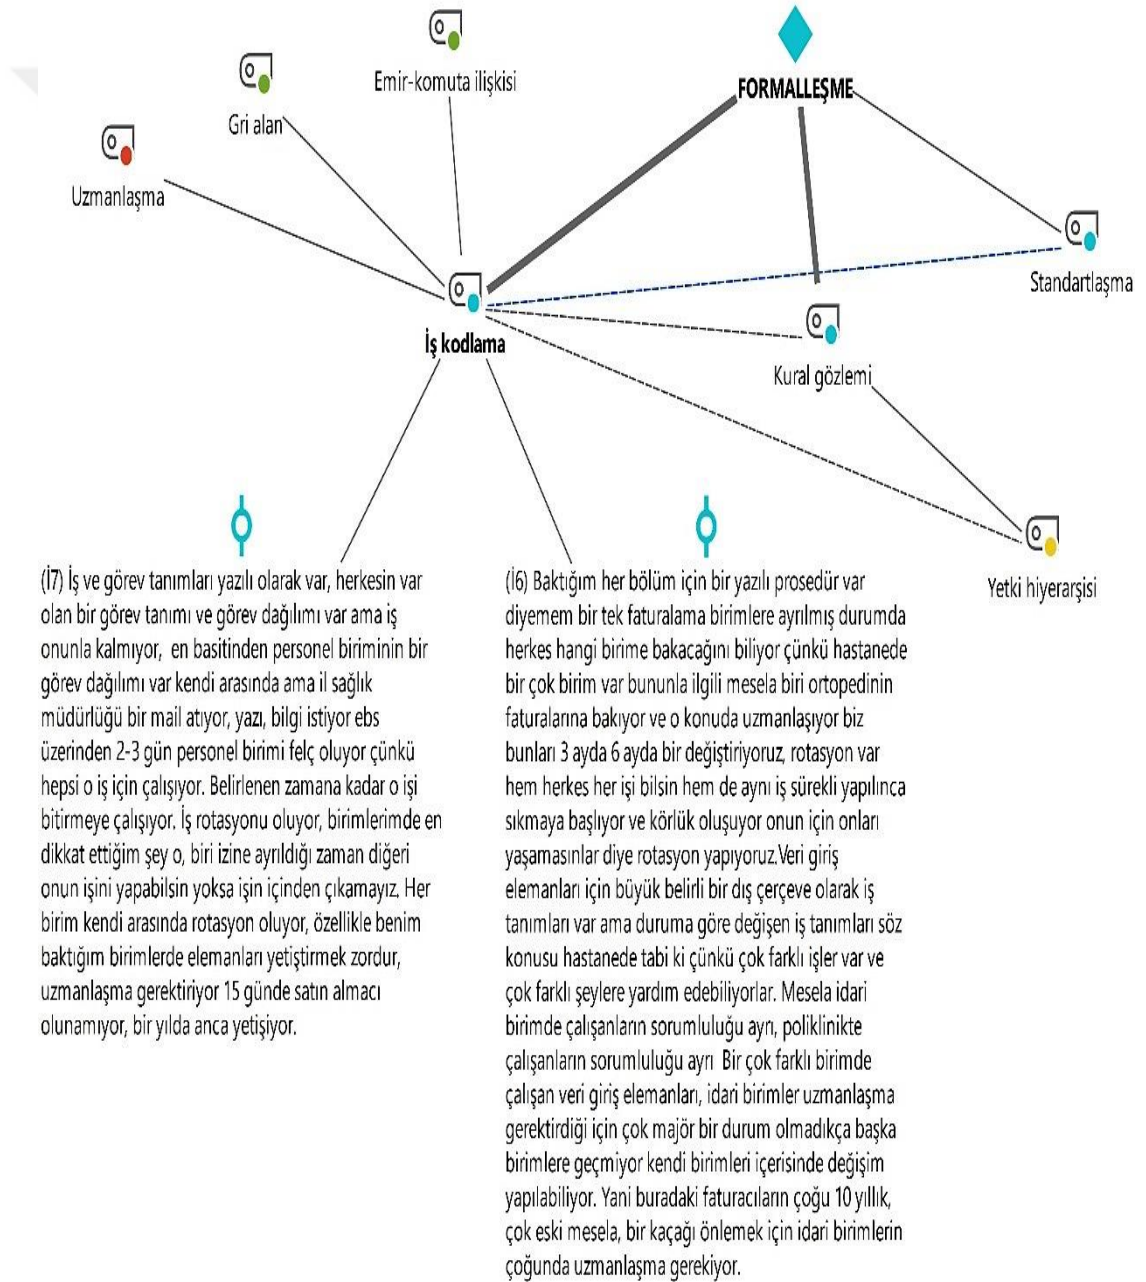 Emir-komuta ilişkisi
FORMALLEŞME
Gri alan
Uzmanlaşma
Standartlaşma
İş kodlama
Kural gözlemi
Yetki hiyerarşisi
(İ7) İş ve görev tanımları yazılı olarak var, herkesin var
olan bir görev tanımı ve görev dağılımı var ama iş
onunla kalmıyor, en basitinden personel biriminin bir
görev dağılımı var kendi arasında ama il sağlık
müdürlüğü bir mail atıyor, yazı, bilgi istiyor ebs
üzerinden 2-3 gün personel birimi felç oluyor çünkü
hepsi o iş için çalışıyor. Belirlenen zamana kadar o işi
bitirmeye çalışıyor. İş rotasyonu oluyor, birimlerimde en
dikkat ettiğim şey o, biri izine ayrıldığı zaman diğeri
onun işini yapabilsin yoksa işin içinden çıkamayız. Her
birim kendi arasında rotasyon oluyor, özellikle benim
baktığım birimlerde elemanları yetiştirmek zordur,
uzmanlaşma gerektiriyor 15 günde satın almacı
olunamıyor, bir yılda anca yetişiyor.
(İ6) Baktığım her bölüm için bir yazılı prosedür var
diyemem bir tek faturalama birimlere ayrılmış durumda
herkes hangi birime bakacağını biliyor çünkü hastanede
bir çok birim var bununla ilgili mesela biri ortopedinin
faturalarına bakıyor ve o konuda uzmanlaşıyor biz
bunları 3 ayda 6 ayda bir değiştiriyoruz, rotasyon var
hem herkes her işi bilsin hem de aynı iş sürekli yapılınca
sıkmaya başlıyor ve körlük oluşuyor onun için onları
yaşamasınlar diye rotasyon yapıyoruz.Veri giriş
elemanları için büyük belirli bir dış çerçeve olarak iş
tanımları var ama duruma göre değişen iş tanımları söz
konusu hastanede tabi ki çünkü çok farklı işler var ve
çok farklı şeylere yardım edebiliyorlar. Mesela idari
birimde çalışanların sorumluluğu ayrı, poliklinikte
çalışanların sorumluluğu ayrı Bir çok farklı birimde
çalışan veri giriş elemanları, idari birimler uzmanlaşma
gerektirdiği için çok majör bir durum olmadıkça başka
birimlere geçmiyor kendi birimleri içerisinde değişim
yapılabiliyor. Yani buradaki faturacıların çoğu 10 yıllık,
çok eski mesela, bir kaçağı önlemek için idari birimlerin
çoğunda uzmanlaşma gerekiyor.